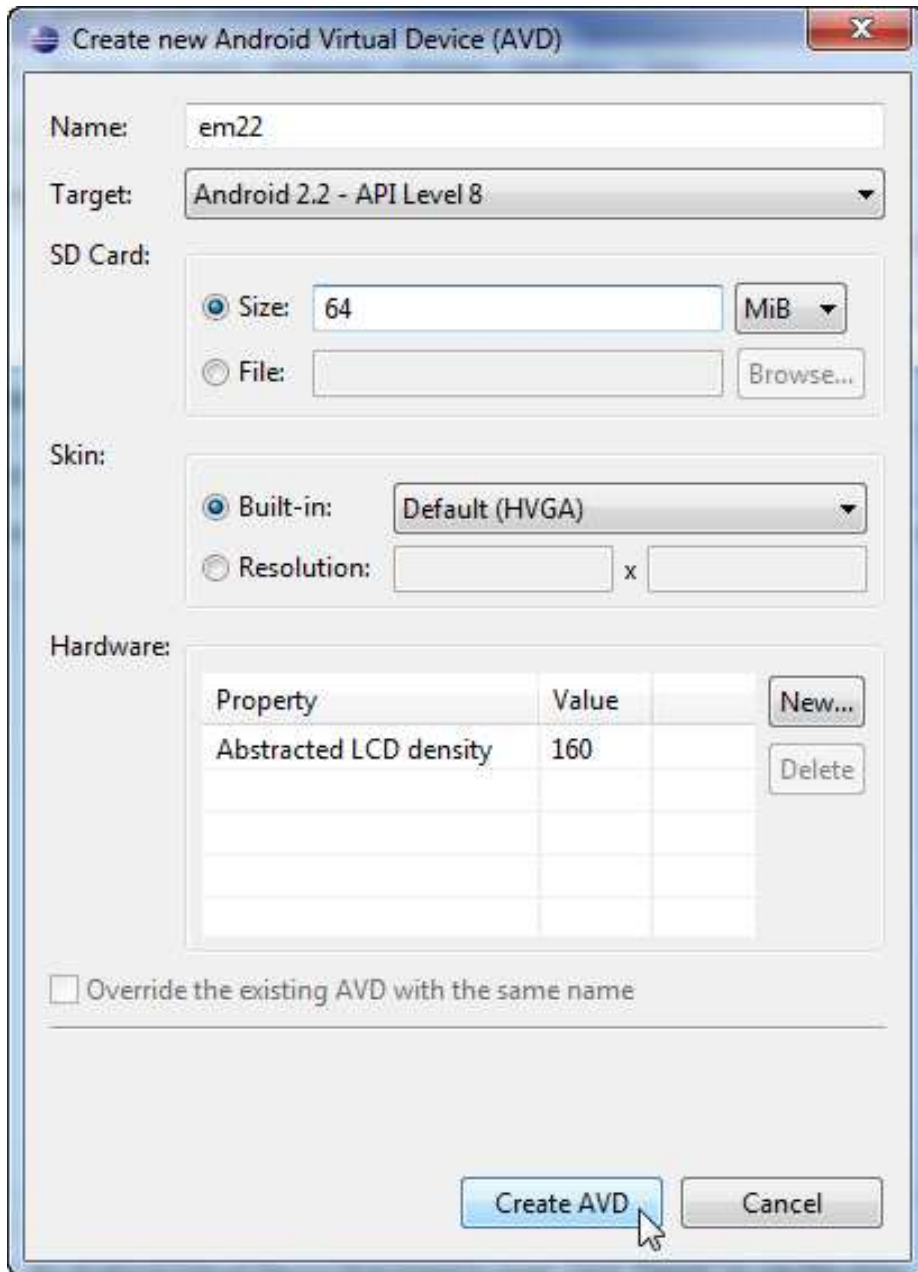 Create new Android Virtual Device (AVD)
Name: em22
Target: Android 2.2 - API Level 8
SD Card:
Size: 64 MiB
File: Browse...
Skin:
Built-in: Default (HVGA)
Resolution: x
Hardware:
Property Value New...
Abstracted LCD density 160
Delete
Override the existing AVD with the same name
Create AVD Cancel